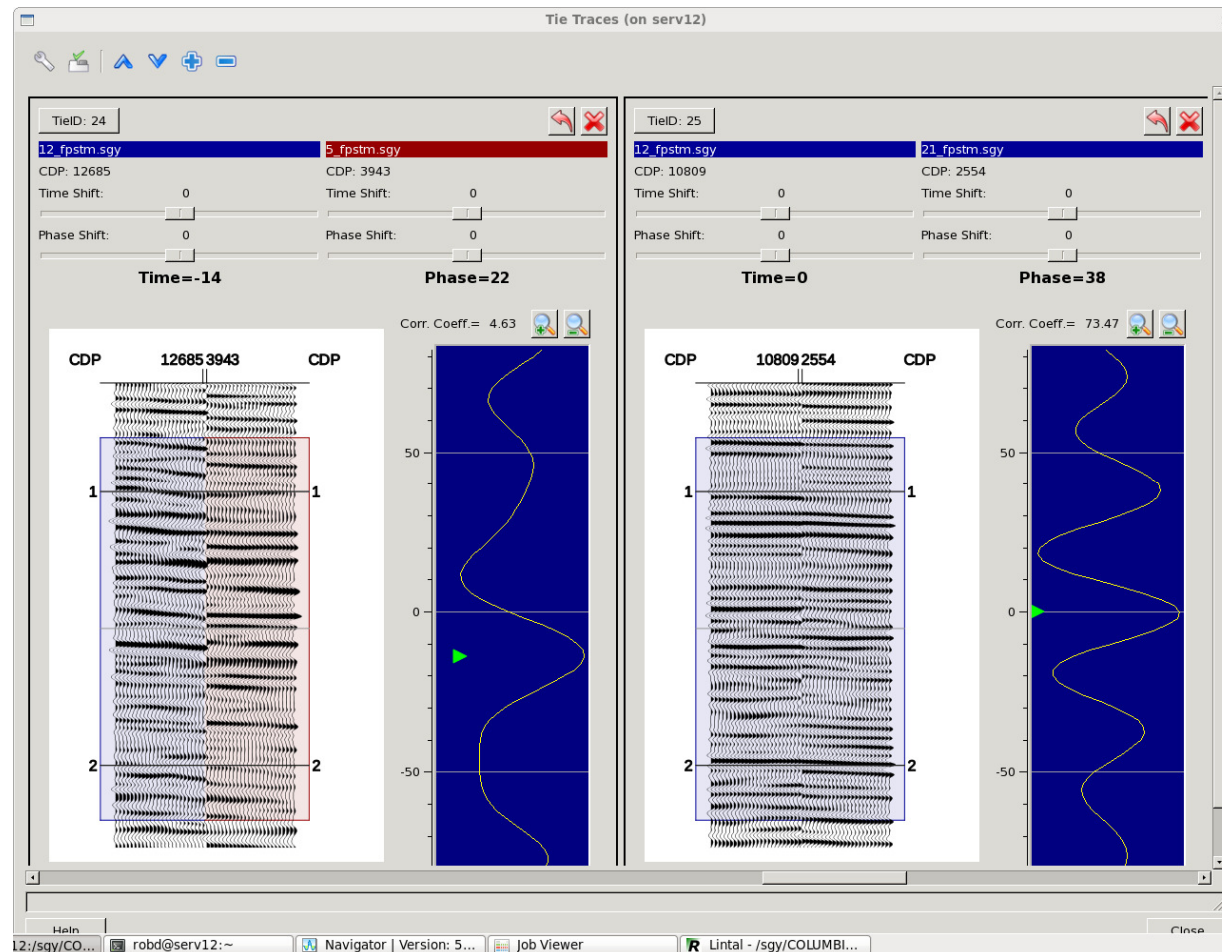 Tie Traces (on serv12)
TieID: 24
12_fpstm.sgy 5_fpstm.sgy
CDP: 12685 CDP: 3943
Time Shift: 0 Time Shift: 0
Phase Shift: 0 Phase Shift: 0
Time=-14 Phase=22
Corr. Coeff.= 4.63
CDP 12685 3943 CDP
50
1 1
0
2 2
-50
TieID: 25
12_fpstm.sgy 21_fpstm.sgy
CDP: 10809 CDP: 2554
Time Shift: 0 Time Shift: 0
Phase Shift: 0 Phase Shift: 0
Time=0 Phase=38
Corr. Coeff.= 73.47
CDP 10809 2554 CDP
50
1 1
0
2 2
-50
Help Close
12:/sgy/CO... robd@serv12:~ Navigator | Version: 5... Job Viewer Lintal - /sgy/COLUMBI...